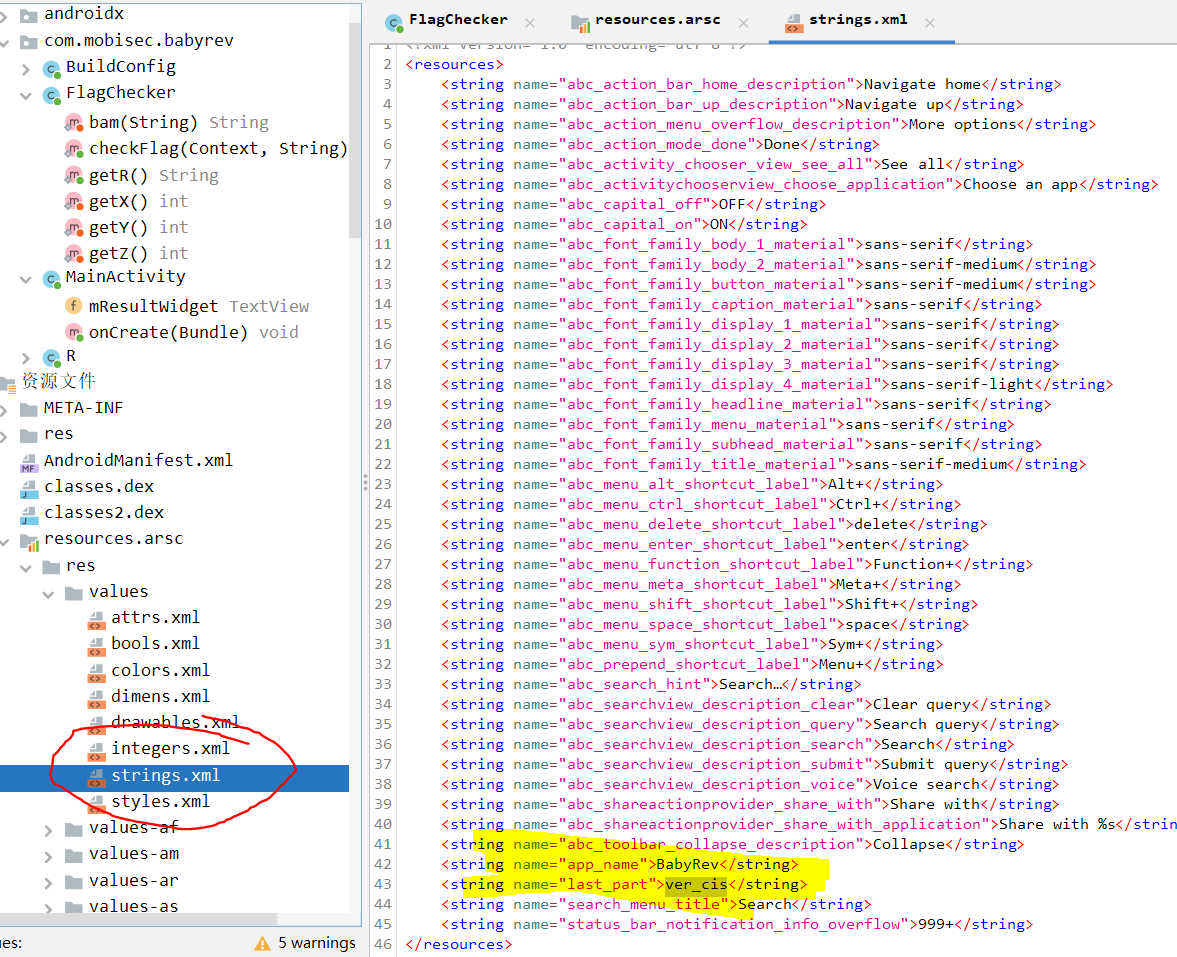 androidx
com.mobisec.babyrev
BuildConfig
FlagChecker
bam(String) String
checkFlag(Context, String)
getR() String
getX() int
getY() int
getZ() int
MainActivity
mResultWidget TextView
onCreate(Bundle) void
R
资源文件
META-INF
res
AndroidManifest.xml
classes.dex
classes2.dex
resources.arsc
res
values
attrs.xml
bools.xml
colors.xml
dimens.xml
drawables.xml
integers.xml
strings.xml
styles.xml
values-af
values-am
values-ar
values-as
5 warnings
FlagChecker
resources.arsc
strings.xml
1 <?xml version="1.0" encoding="utf-8"?>
2 <resources>
3 <string name="abc_action_bar_home_description">Navigate home</string>
4 <string name="abc_action_bar_up_description">Navigate up</string>
5 <string name="abc_action_menu_overflow_description">More options</string>
6 <string name="abc_action_mode_done">Done</string>
7 <string name="abc_activity_chooser_view_see_all">See all</string>
8 <string name="abc_activitychooserview_choose_application">Choose an app</string>
9 <string name="abc_capital_off">OFF</string>
10 <string name="abc_capital_on">ON</string>
11 <string name="abc_font_family_body_1_material">sans-serif</string>
12 <string name="abc_font_family_body_2_material">sans-serif-medium</string>
13 <string name="abc_font_family_button_material">sans-serif-medium</string>
14 <string name="abc_font_family_caption_material">sans-serif</string>
15 <string name="abc_font_family_display_1_material">sans-serif</string>
16 <string name="abc_font_family_display_2_material">sans-serif</string>
17 <string name="abc_font_family_display_3_material">sans-serif</string>
18 <string name="abc_font_family_display_4_material">sans-serif-light</string>
19 <string name="abc_font_family_headline_material">sans-serif</string>
20 <string name="abc_font_family_menu_material">sans-serif</string>
21 <string name="abc_font_family_subhead_material">sans-serif</string>
22 <string name="abc_font_family_title_material">sans-serif-medium</string>
23 <string name="abc_menu_alt_shortcut_label">Alt+</string>
24 <string name="abc_menu_ctrl_shortcut_label">Ctrl+</string>
25 <string name="abc_menu_delete_shortcut_label">delete</string>
26 <string name="abc_menu_enter_shortcut_label">enter</string>
27 <string name="abc_menu_function_shortcut_label">Function+</string>
28 <string name="abc_menu_meta_shortcut_label">Meta+</string>
29 <string name="abc_menu_shift_shortcut_label">Shift+</string>
30 <string name="abc_menu_space_shortcut_label">space</string>
31 <string name="abc_menu_sym_shortcut_label">Sym+</string>
32 <string name="abc_prepend_shortcut_label">Menu+</string>
33 <string name="abc_search_hint">Search…</string>
34 <string name="abc_searchview_description_clear">Clear query</string>
35 <string name="abc_searchview_description_query">Search query</string>
36 <string name="abc_searchview_description_search">Search</string>
37 <string name="abc_searchview_description_submit">Submit query</string>
38 <string name="abc_searchview_description_voice">Voice search</string>
39 <string name="abc_shareactionprovider_share_with">Share with</string>
40 <string name="abc_shareactionprovider_share_with_application">Share with %s</strin
41 <string name="abc_toolbar_collapse_description">Collapse</string>
42 <string name="app_name">BabyRev</string>
43 <string name="last_part">ver_cis</string>
44 <string name="search_menu_title">Search</string>
45 <string name="status_bar_notification_info_overflow">999+</string>
46 </resources>